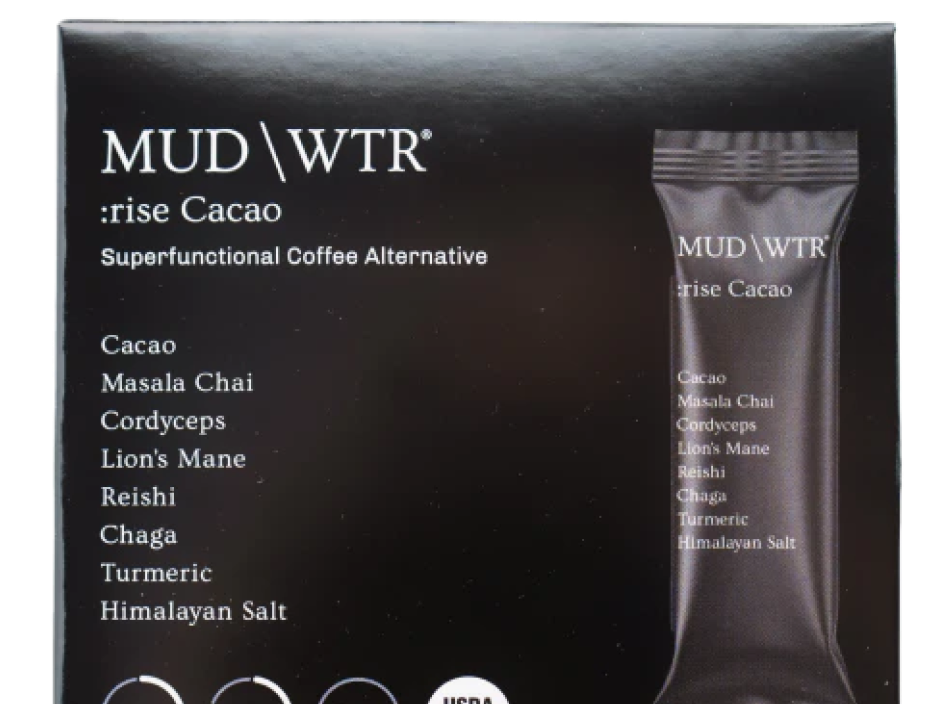 MUD\WTR®
:rise Cacao
Superfunctional Coffee Alternative
Cacao
Masala Chai
Cordyceps
Lion's Mane
Reishi
Chaga
Turmeric
Himalayan Salt
USDA
MUD\WTR®
:rise Cacao
Cacao
Masala Chai
Cordyceps
Lion's Mane
Reishi
Chaga
Turmeric
Himalayan Salt